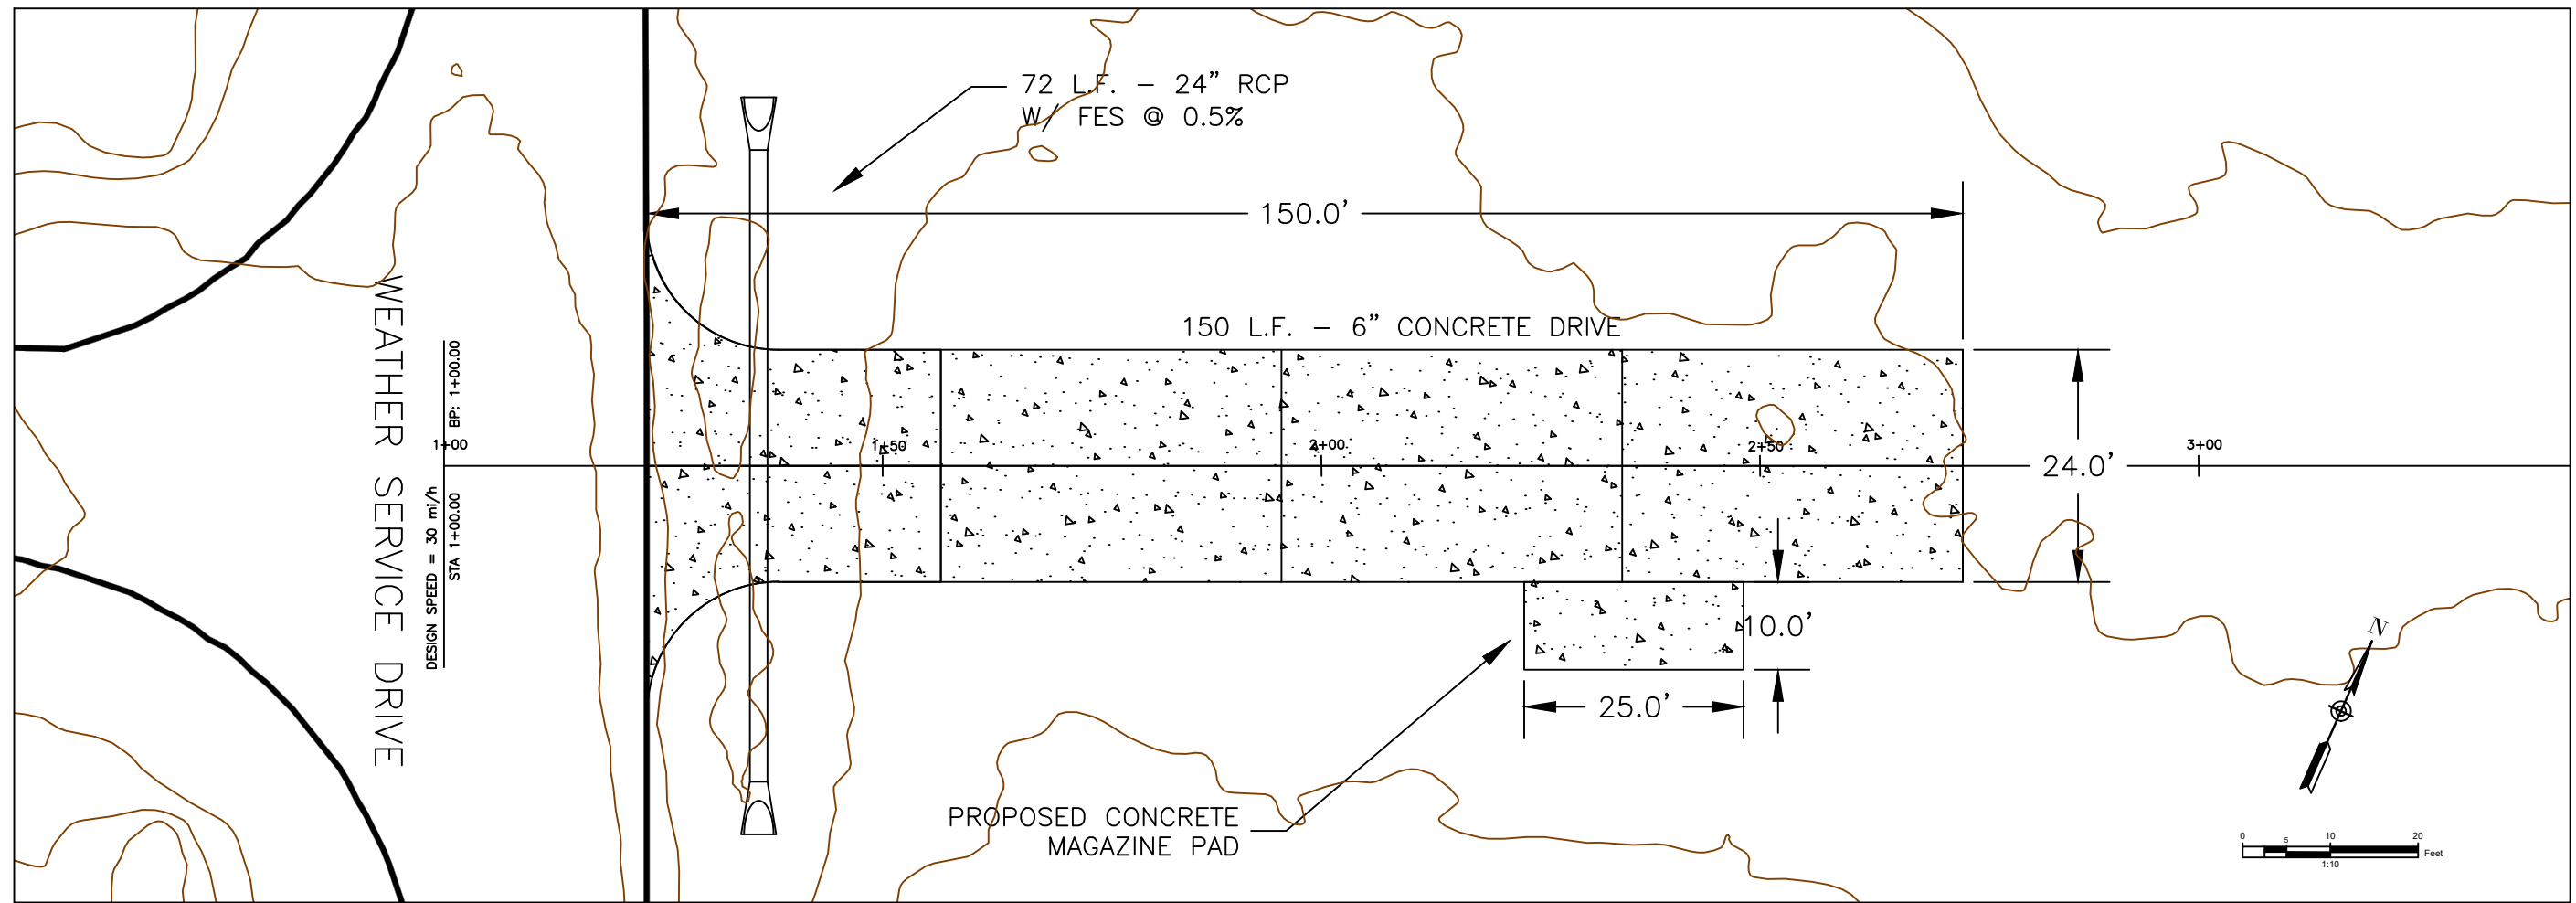 72 L.F. – 24" RCP
W/ FES @ 0.5%
150.0'
150 L.F. – 6" CONCRETE DRIVE
WEATHER SERVICE DRIVE
DESIGN SPEED = 30 mi/h
STA 1+00.00
BP: 1+00.00
1+00
1+50
2+00
2+50
3+00
24.0'
10.0'
25.0'
PROPOSED CONCRETE
MAGAZINE PAD
N
0 5 10 20
Feet
1:10